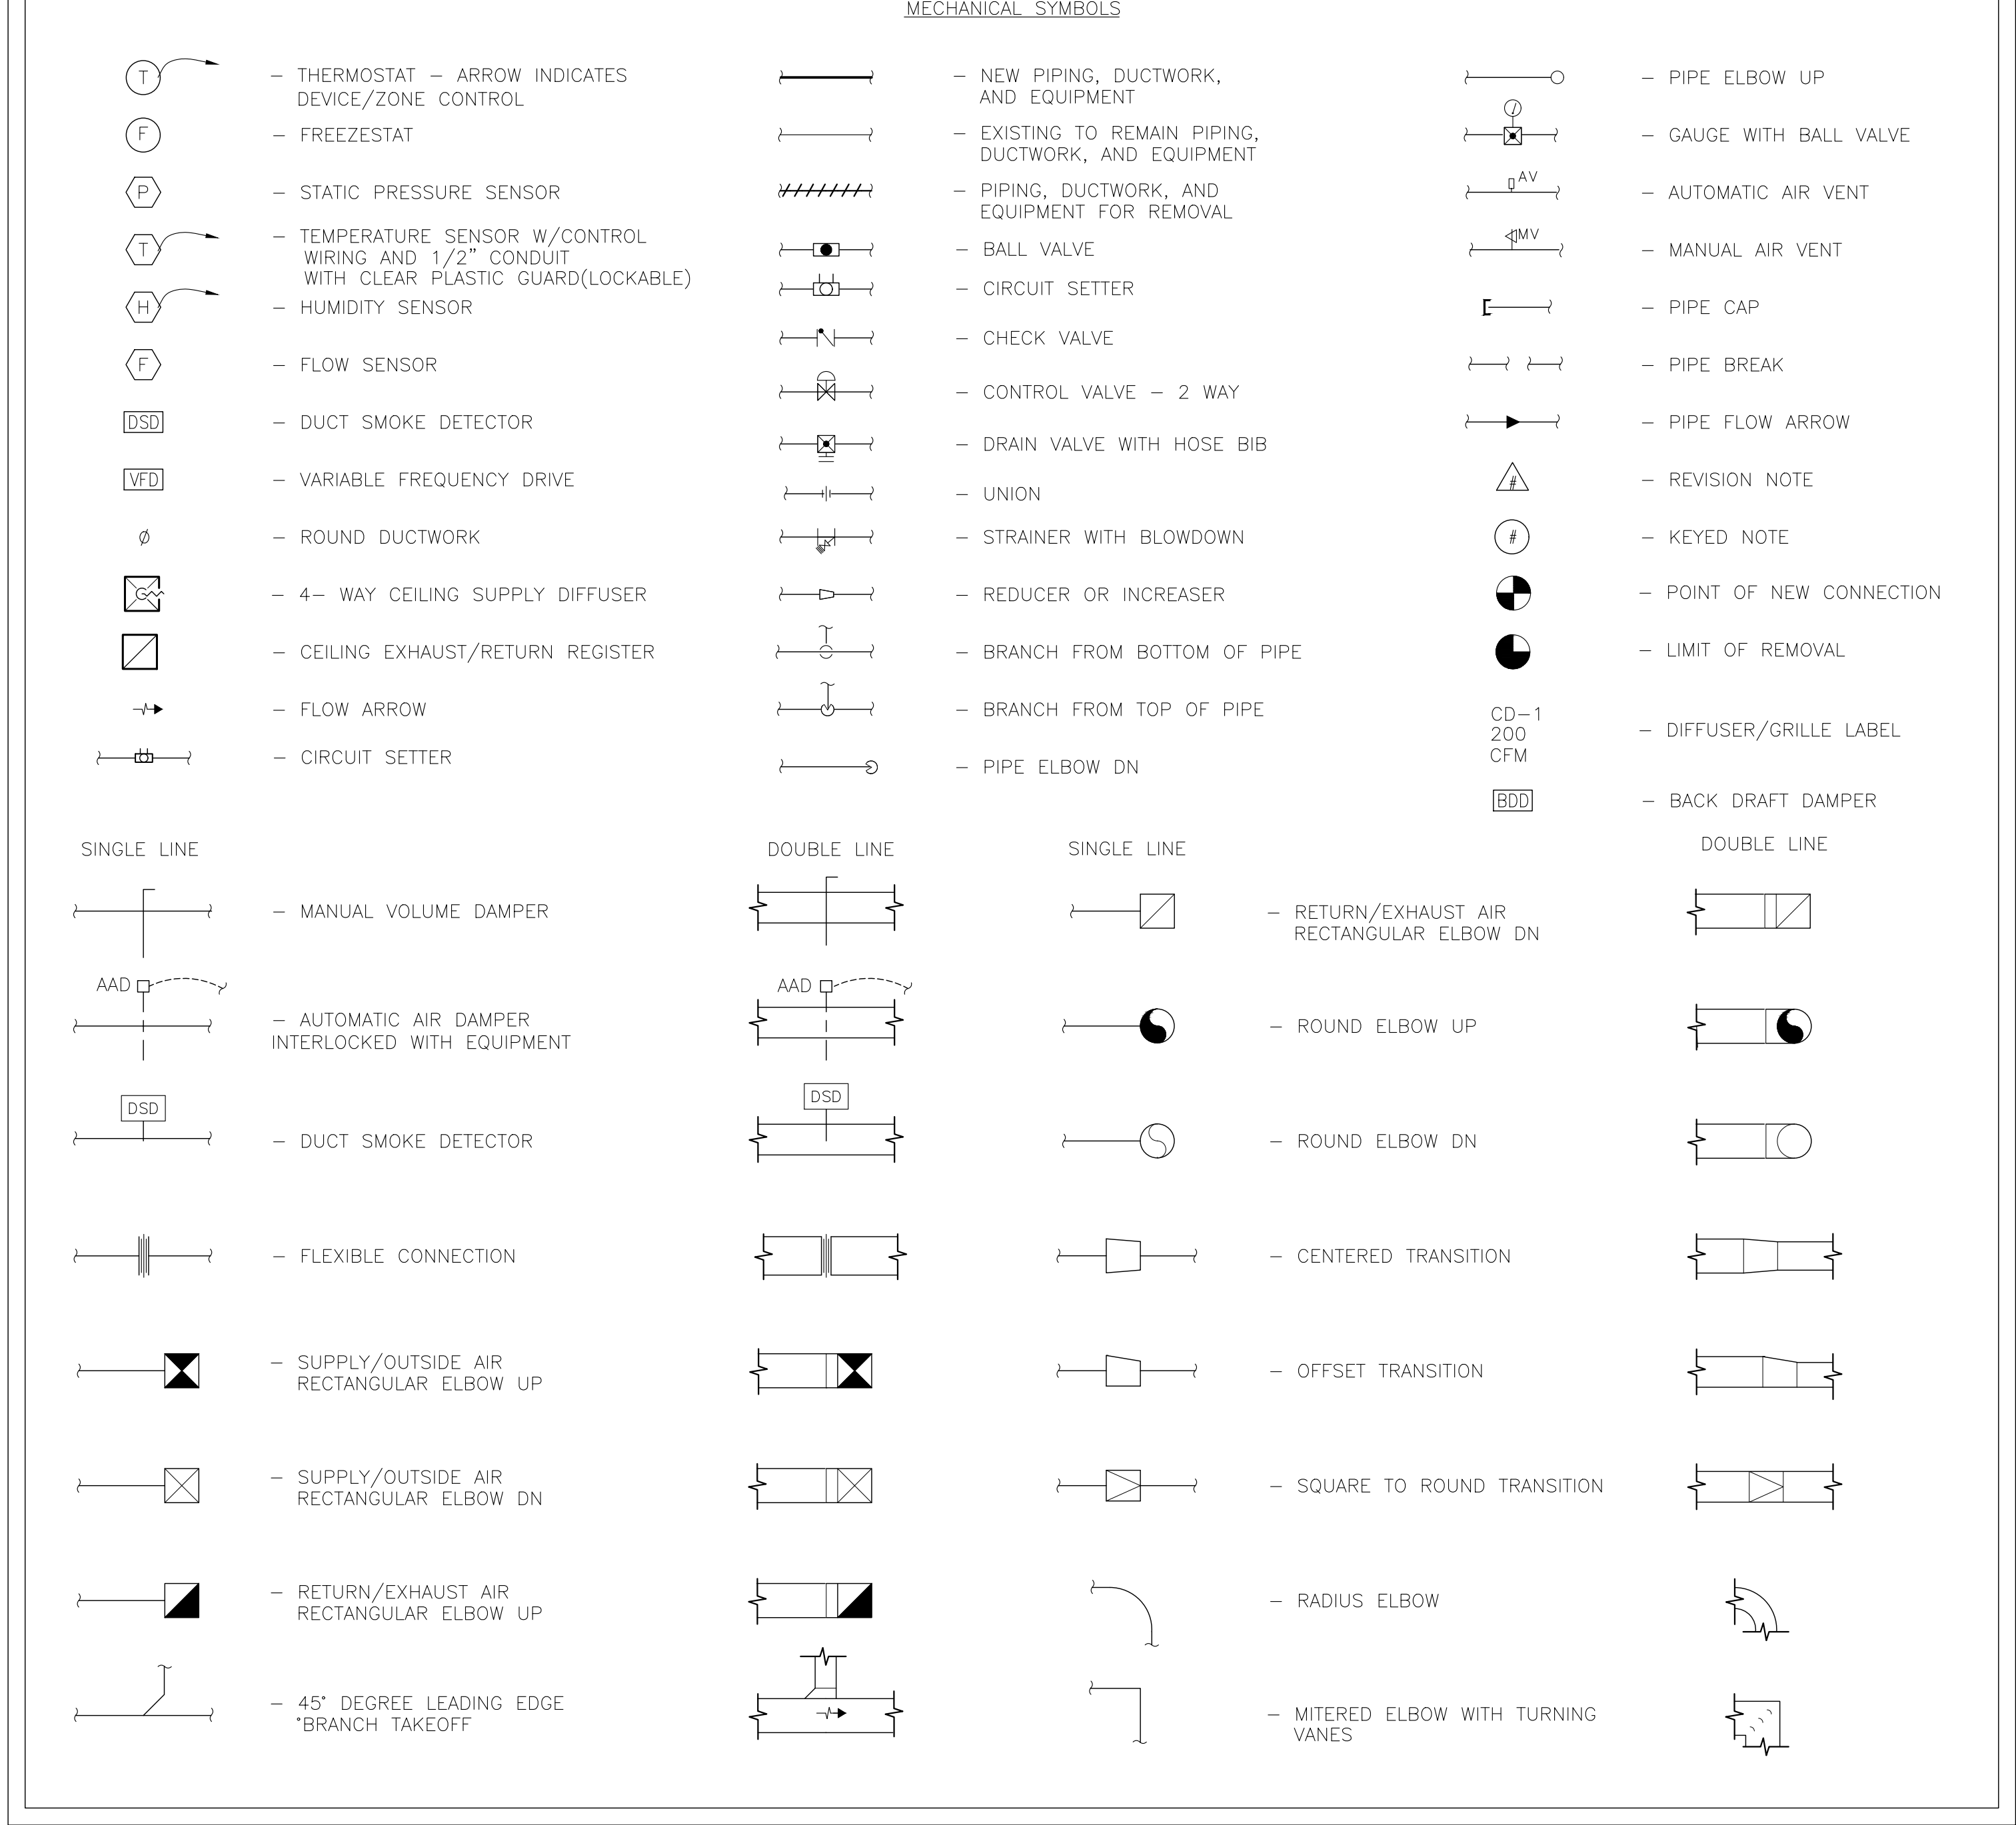 MECHANICAL SYMBOLS
T
- THERMOSTAT - ARROW INDICATES
DEVICE/ZONE CONTROL
F
- FREEZESTAT
P
- STATIC PRESSURE SENSOR
T
- TEMPERATURE SENSOR W/CONTROL
WIRING AND 1/2" CONDUIT
WITH CLEAR PLASTIC GUARD(LOCKABLE)
H
- HUMIDITY SENSOR
F
- FLOW SENSOR
DSD
- DUCT SMOKE DETECTOR
VFD
- VARIABLE FREQUENCY DRIVE
Ø
- ROUND DUCTWORK
- 4- WAY CEILING SUPPLY DIFFUSER
- CEILING EXHAUST/RETURN REGISTER
- FLOW ARROW
- CIRCUIT SETTER
- NEW PIPING, DUCTWORK,
AND EQUIPMENT
- EXISTING TO REMAIN PIPING,
DUCTWORK, AND EQUIPMENT
- PIPING, DUCTWORK, AND
EQUIPMENT FOR REMOVAL
- BALL VALVE
- CIRCUIT SETTER
- CHECK VALVE
- CONTROL VALVE - 2 WAY
- DRAIN VALVE WITH HOSE BIB
- UNION
- STRAINER WITH BLOWDOWN
- REDUCER OR INCREASER
- BRANCH FROM BOTTOM OF PIPE
- BRANCH FROM TOP OF PIPE
- PIPE ELBOW DN
- PIPE ELBOW UP
- GAUGE WITH BALL VALVE
AV
- AUTOMATIC AIR VENT
MV
- MANUAL AIR VENT
- PIPE CAP
- PIPE BREAK
- PIPE FLOW ARROW
#
- REVISION NOTE
#
- KEYED NOTE
- POINT OF NEW CONNECTION
- LIMIT OF REMOVAL
CD-1
200
CFM
- DIFFUSER/GRILLE LABEL
BDD
- BACK DRAFT DAMPER
SINGLE LINE
DOUBLE LINE
- MANUAL VOLUME DAMPER
AAD
AAD
- AUTOMATIC AIR DAMPER
INTERLOCKED WITH EQUIPMENT
DSD
DSD
- DUCT SMOKE DETECTOR
- FLEXIBLE CONNECTION
- SUPPLY/OUTSIDE AIR
RECTANGULAR ELBOW UP
- SUPPLY/OUTSIDE AIR
RECTANGULAR ELBOW DN
- RETURN/EXHAUST AIR
RECTANGULAR ELBOW UP
- 45° DEGREE LEADING EDGE
°BRANCH TAKEOFF
SINGLE LINE
DOUBLE LINE
- RETURN/EXHAUST AIR
RECTANGULAR ELBOW DN
- ROUND ELBOW UP
- ROUND ELBOW DN
- CENTERED TRANSITION
- OFFSET TRANSITION
- SQUARE TO ROUND TRANSITION
- RADIUS ELBOW
- MITERED ELBOW WITH TURNING
VANES